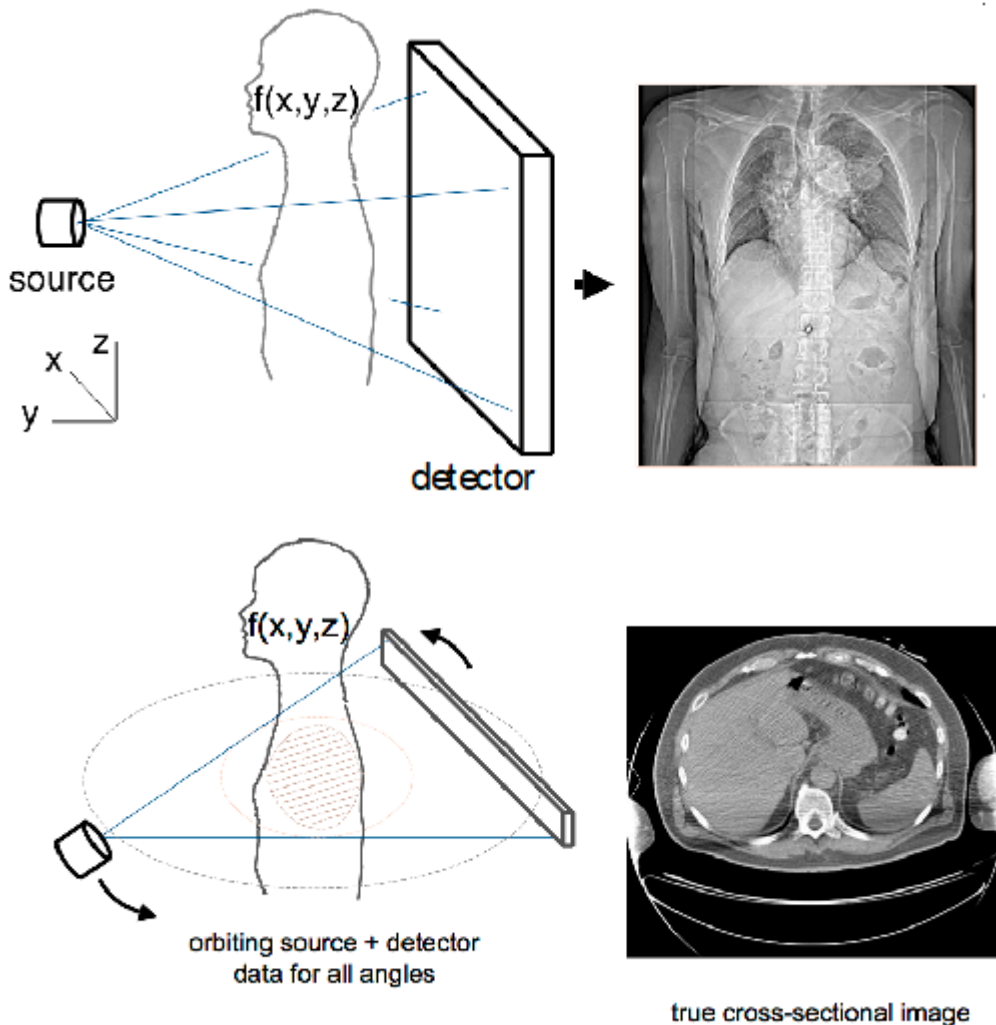 f(x,y,z)
source
z
x
y
detector
f(x,y,z)
orbiting source + detector
data for all angles
true cross-sectional image